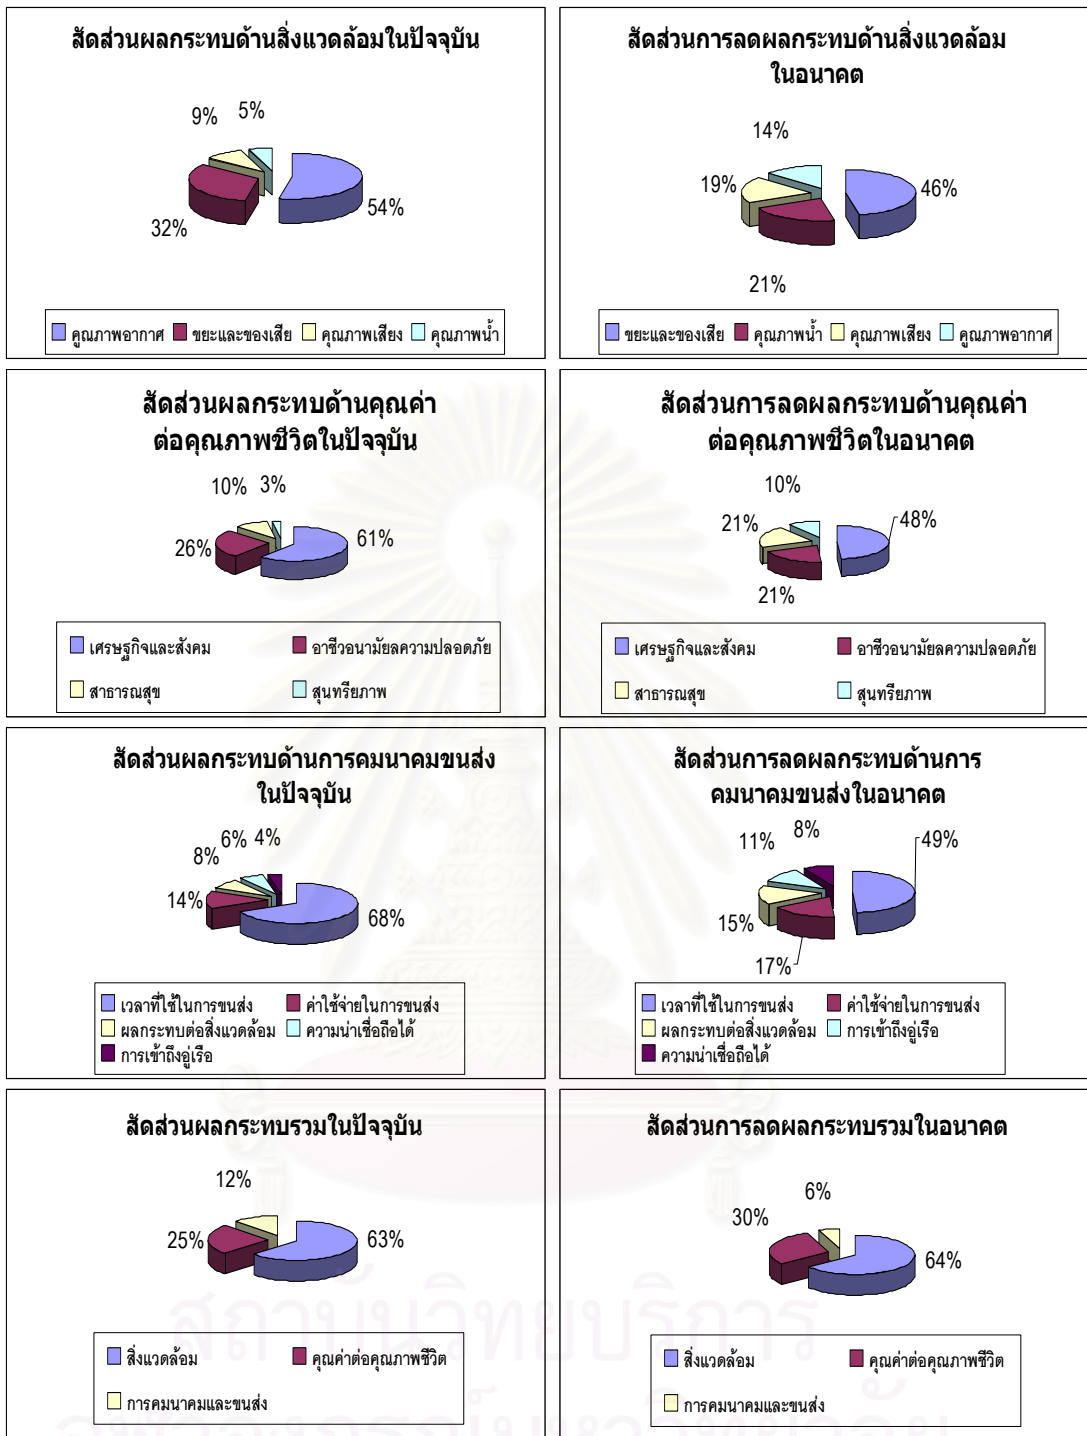 สัดส่วนผลกระทบด้านสิ่งแวดล้อมในปัจจุบัน
9%
5%
32%
54%
คูณภาพอากาศ
ขยะและของเสีย
คุณภาพเสียง
คุณภาพน้ำ
สัดส่วนการลดผลกระทบด้านสิ่งแวดล้อม
ในอนาคต
14%
19%
46%
21%
ขยะและของเสีย
คุณภาพน้ำ
คุณภาพเสียง
คูณภาพอากาศ
สัดส่วนผลกระทบด้านคุณค่า
ต่อคุณภาพชีวิตในปัจจุบัน
10%
3%
26%
61%
เศรษฐกิจและสังคม
อาชีวอนามัยลความปลอดภัย
สาธารณสุข
สุนทรียภาพ
สัดส่วนการลดผลกระทบด้านคุณค่า
ต่อคุณภาพชีวิตในอนาคต
10%
21%
48%
21%
เศรษฐกิจและสังคม
อาชีวอนามัยลความปลอดภัย
สาธารณสุข
สุนทรียภาพ
สัดส่วนผลกระทบด้านการคมนาคมขนส่ง
ในปัจจุบัน
6%
4%
8%
14%
68%
เวลาที่ใช้ในการขนส่ง
ค่าใช้จ่ายในการขนส่ง
ผลกระทบต่อสิ่งแวดล้อม
ความน่าเชื่อถือได้
การเข้าถึงอู่เรือ
สัดส่วนการลดผลกระทบด้านการ
คมนาคมขนส่งในอนาคต
11%
8%
49%
15%
17%
เวลาที่ใช้ในการขนส่ง
ค่าใช้จ่ายในการขนส่ง
ผลกระทบต่อสิ่งแวดล้อม
การเข้าถึงอู่เรือ
ความน่าเชื่อถือได้
สัดส่วนผลกระทบรวมในปัจจุบัน
12%
25%
63%
สิ่งแวดล้อม
คุณค่าต่อคุณภาพชีวิต
การคมนาคมและขนส่ง
สัดส่วนการลดผลกระทบรวมในอนาคต
6%
30%
64%
สิ่งแวดล้อม
คุณค่าต่อคุณภาพชีวิต
การคมนาคมและขนส่ง
สถาบันวิทยบริการ
จุฬาลงกรณ์มหาวิทยาลัย